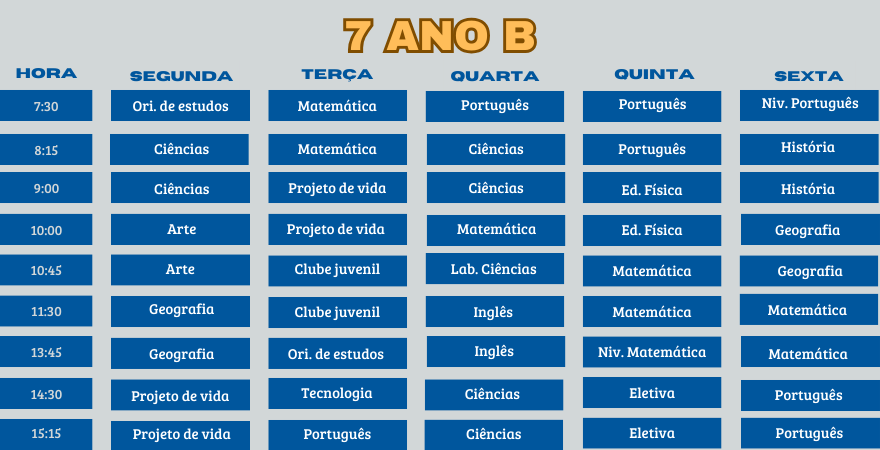 7 ANO B
HORA SEGUNDA TERÇA QUARTA QUINTA SEXTA
7:30 Ori. de estudos Matemática Português Português Niv. Português
8:15 Ciências Matemática Ciências Português História
9:00 Ciências Projeto de vida Ciências Ed. Física História
10:00 Arte Projeto de vida Matemática Ed. Física Geografia
10:45 Arte Clube juvenil Lab. Ciências Matemática Geografia
11:30 Geografia Clube juvenil Inglês Matemática Matemática
13:45 Geografia Ori. de estudos Inglês Niv. Matemática Matemática
14:30 Projeto de vida Tecnologia Ciências Eletiva Português
15:15 Projeto de vida Português Ciências Eletiva Português